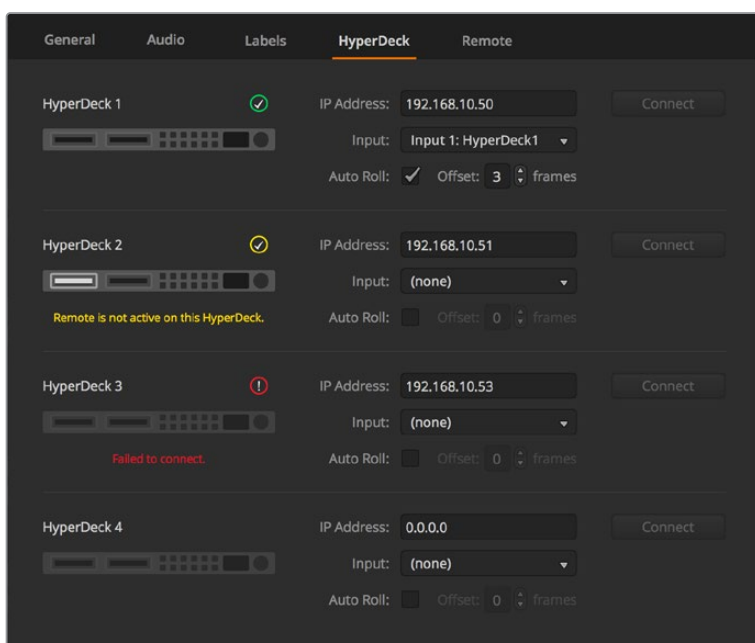 General Audio Labels HyperDeck Remote
HyperDeck 1 IP Address: 192.168.10.50 Connect
Input: Input 1: HyperDeck1
Auto Roll: Offset: 3 frames
HyperDeck 2 IP Address: 192.168.10.51 Connect
Input: (none)
Remote is not active on this HyperDeck. Auto Roll: Offset: 0 frames
HyperDeck 3 IP Address: 192.168.10.53 Connect
Input: (none)
Failed to connect. Auto Roll: Offset: 0 frames
HyperDeck 4 IP Address: 0.0.0.0 Connect
Input: (none)
Auto Roll: Offset: 0 frames